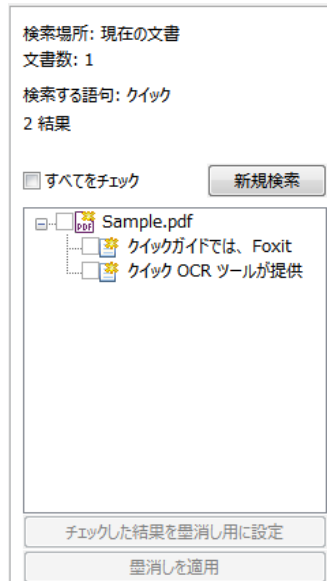 検索場所: 現在の文書
文書数: 1
検索する語句: クイック
2 結果
すべてをチェック
新規検索
Sample.pdf
クイックガイドでは、Foxit
クイック OCR ツールが提供
チェックした結果を墨消し用に設定
墨消しを適用